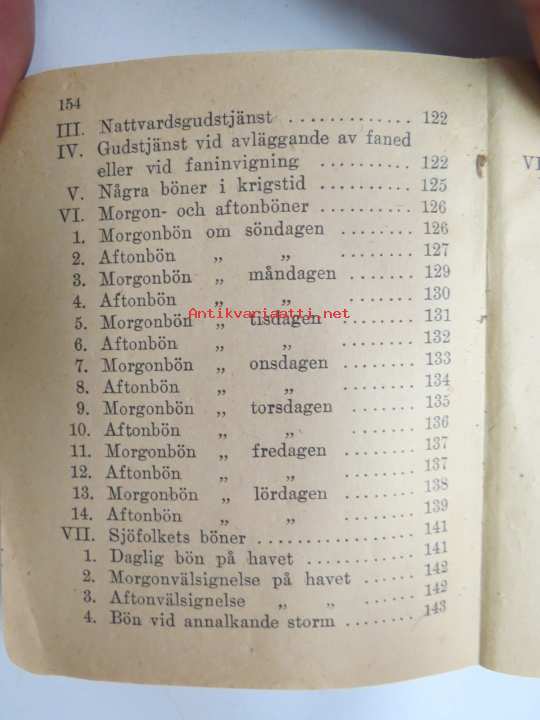 154
III. Nattvardsgudstjänst . . . . . . . . . . . . . 122
IV. Gudstjänst vid avläggande av faned
eller vid faninvigning . . . . . . . . . . 122
V. Några böner i krigstid . . . . . . . . . . 125
VI. Morgon- och aftonböner . . . . . . . . . . . 126
1. Morgonbön om söndagen . . . . . . . . . 126
2. Aftonbön „ „ . . . . . . . . . 127
3. Morgonbön „ måndagen . . . . . . . . 129
4. Aftonbön „ „ . . . . . . . . 130
Antikvariaatti.net
5. Morgonbön „ tisdagen . . . . . . . . 131
6. Aftonbön „ „ . . . . . . . . 132
7. Morgonbön „ onsdagen . . . . . . . . 133
8. Aftonbön „ „ . . . . . . . . 134
9. Morgonbön „ torsdagen . . . . . . . . 135
10. Aftonbön „ „ . . . . . . . . 136
11. Morgonbön „ fredagen . . . . . . . . 137
12. Aftonbön „ „ . . . . . . . . 137
13. Morgonbön „ lördagen . . . . . . . . 138
14. Aftonbön „ „ . . . . . . . . 139
VII. Sjöfolkets böner . . . . . . . . . . . . . . . 141
1. Daglig bön på havet . . . . . . . . . . . 141
2. Morgonvälsignelse på havet . . . . . . . 142
3. Aftonvälsignelse „ „ . . . . . . . 142
4. Bön vid annalkande storm . . . . . . . . 143
VI